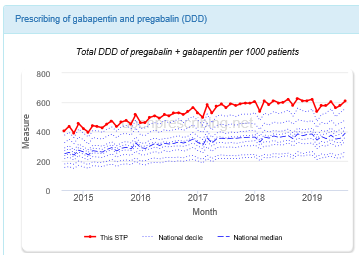 Prescribing of gabapentin and pregabalin (DDD)
Total DDD of pregabalin + gabapentin per 1000 patients
Measure
800
600
400
200
0
2015 2016 2017 2018 2019
Month
This STP National decile National median